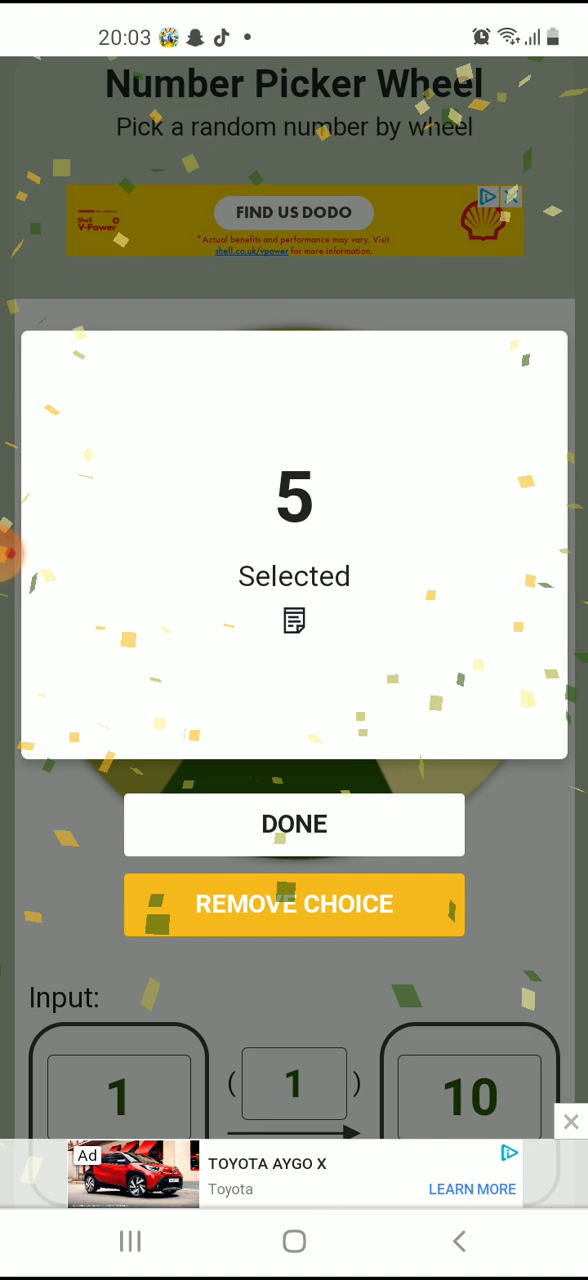 20:03
Number Picker Wheel
Pick a random number by wheel
Shell
V-Power
FIND US DODO
*Actual benefits and performance may vary. Visit
shell.co.uk/vpower for more information.
5
Selected
DONE
REMOVE CHOICE
Input:
1
( 1 )
10
Ad
TOYOTA AYGO X
Toyota
LEARN MORE